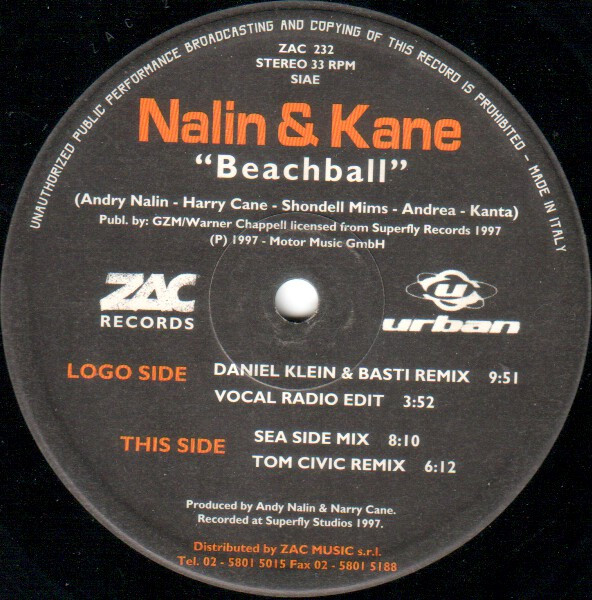 UNAUTHORIZED PUBLIC PERFORMANCE BROADCASTING AND COPYING OF THIS RECORD IS PROHIBITED - MADE IN ITALY
ZAC 232
STEREO 33 RPM
SIAE
Nalin & Kane
“Beachball”
(Andry Nalin - Harry Cane - Shondell Mims - Andrea - Kanta)
Publ. by: GZM/Warner Chappell licensed from Superfly Records 1997
(P) 1997 - Motor Music GmbH
ZAC
RECORDS
u
urban
LOGO SIDE DANIEL KLEIN & BASTI REMIX 9:51
VOCAL RADIO EDIT 3:52
THIS SIDE SEA SIDE MIX 8:10
TOM CIVIC REMIX 6:12
Produced by Andy Nalin & Narry Cane.
Recorded at Superfly Studios 1997.
Distributed by ZAC MUSIC s.r.l.
Tel. 02 - 5801 5015 Fax 02 - 5801 5188